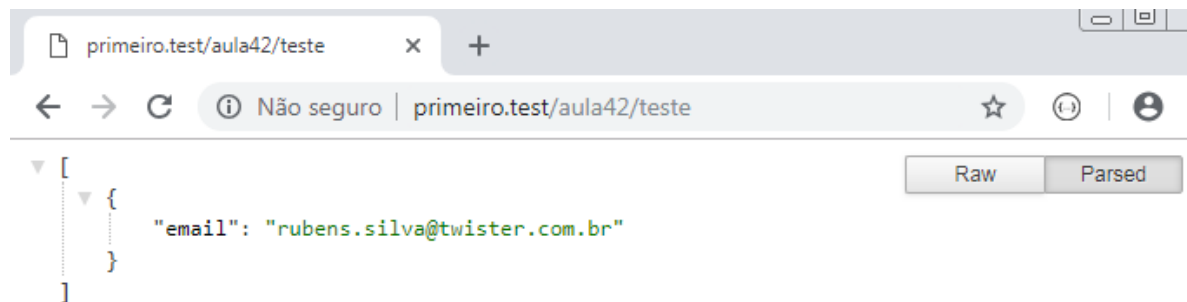 primeiro.test/aula42/teste
Não seguro | primeiro.test/aula42/teste
Raw Parsed
[
{
"email": "rubens.silva@twister.com.br"
}
]